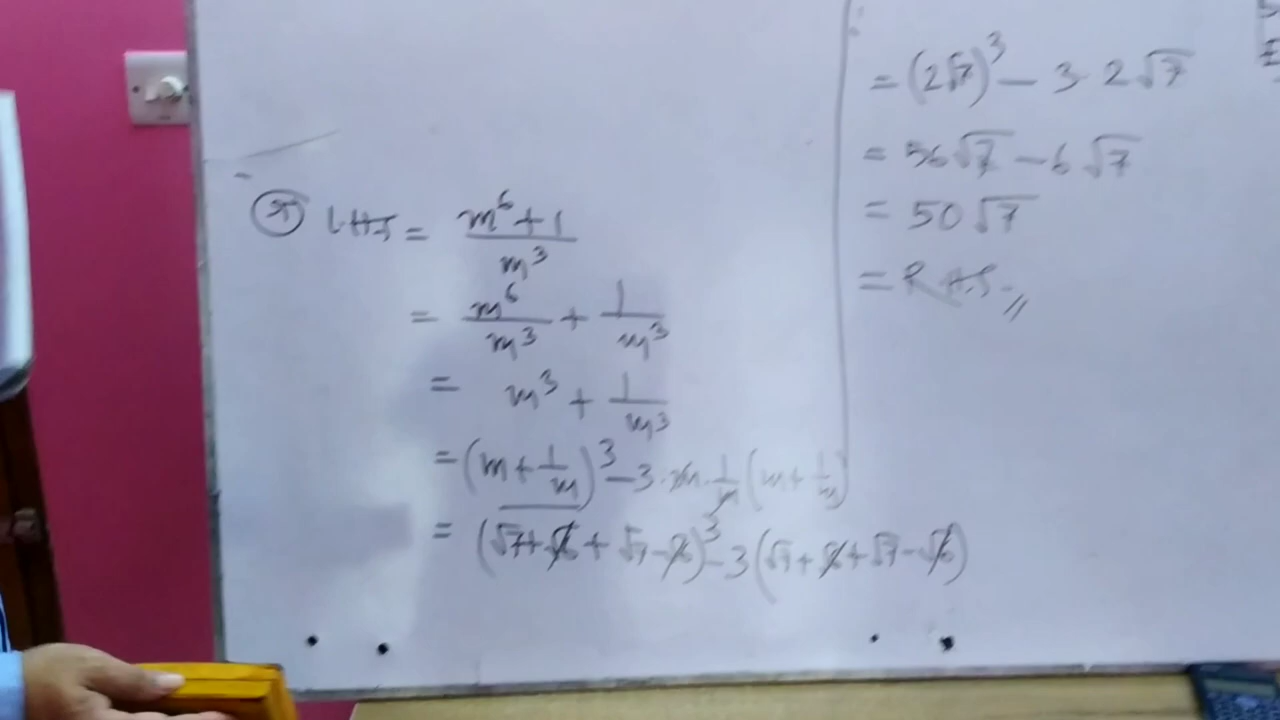 গ LHS = m⁶+1 / m³
= m⁶/m³ + 1/m³
= m³ + 1/m³
= (m + 1/m)³ - 3·m·1/m (m + 1/m)
= (√7+√6 + √7-√6)³ - 3(√7+√6+√7-√6)
= (2√7)³ - 3·2√7
= 56√7 - 6√7
= 50√7
= R.H.S.